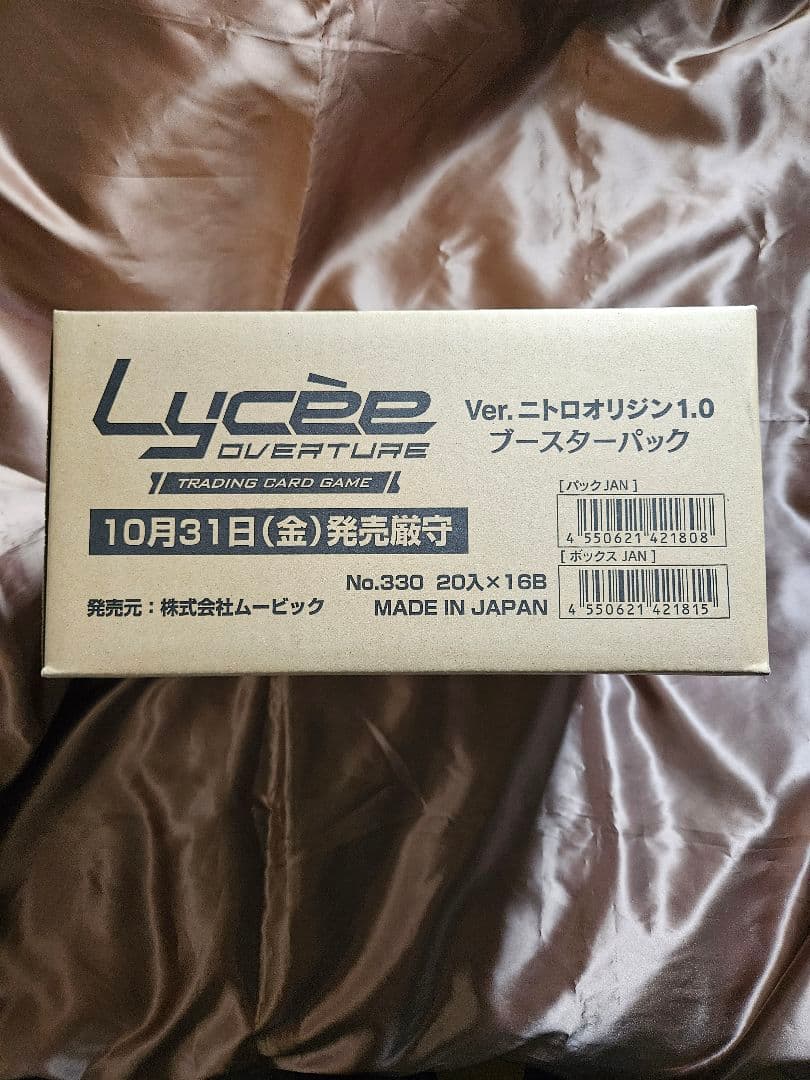 Lycèe
OVERTURE
TRADING CARD GAME
Ver.ニトロオリジン1.0
ブースターパック
10月31日(金)発売厳守
[パックJAN]
4 550621 421808
[ボックス JAN]
4 550621 421815
No.330 20入×16B
発売元:株式会社ムービック
MADE IN JAPAN